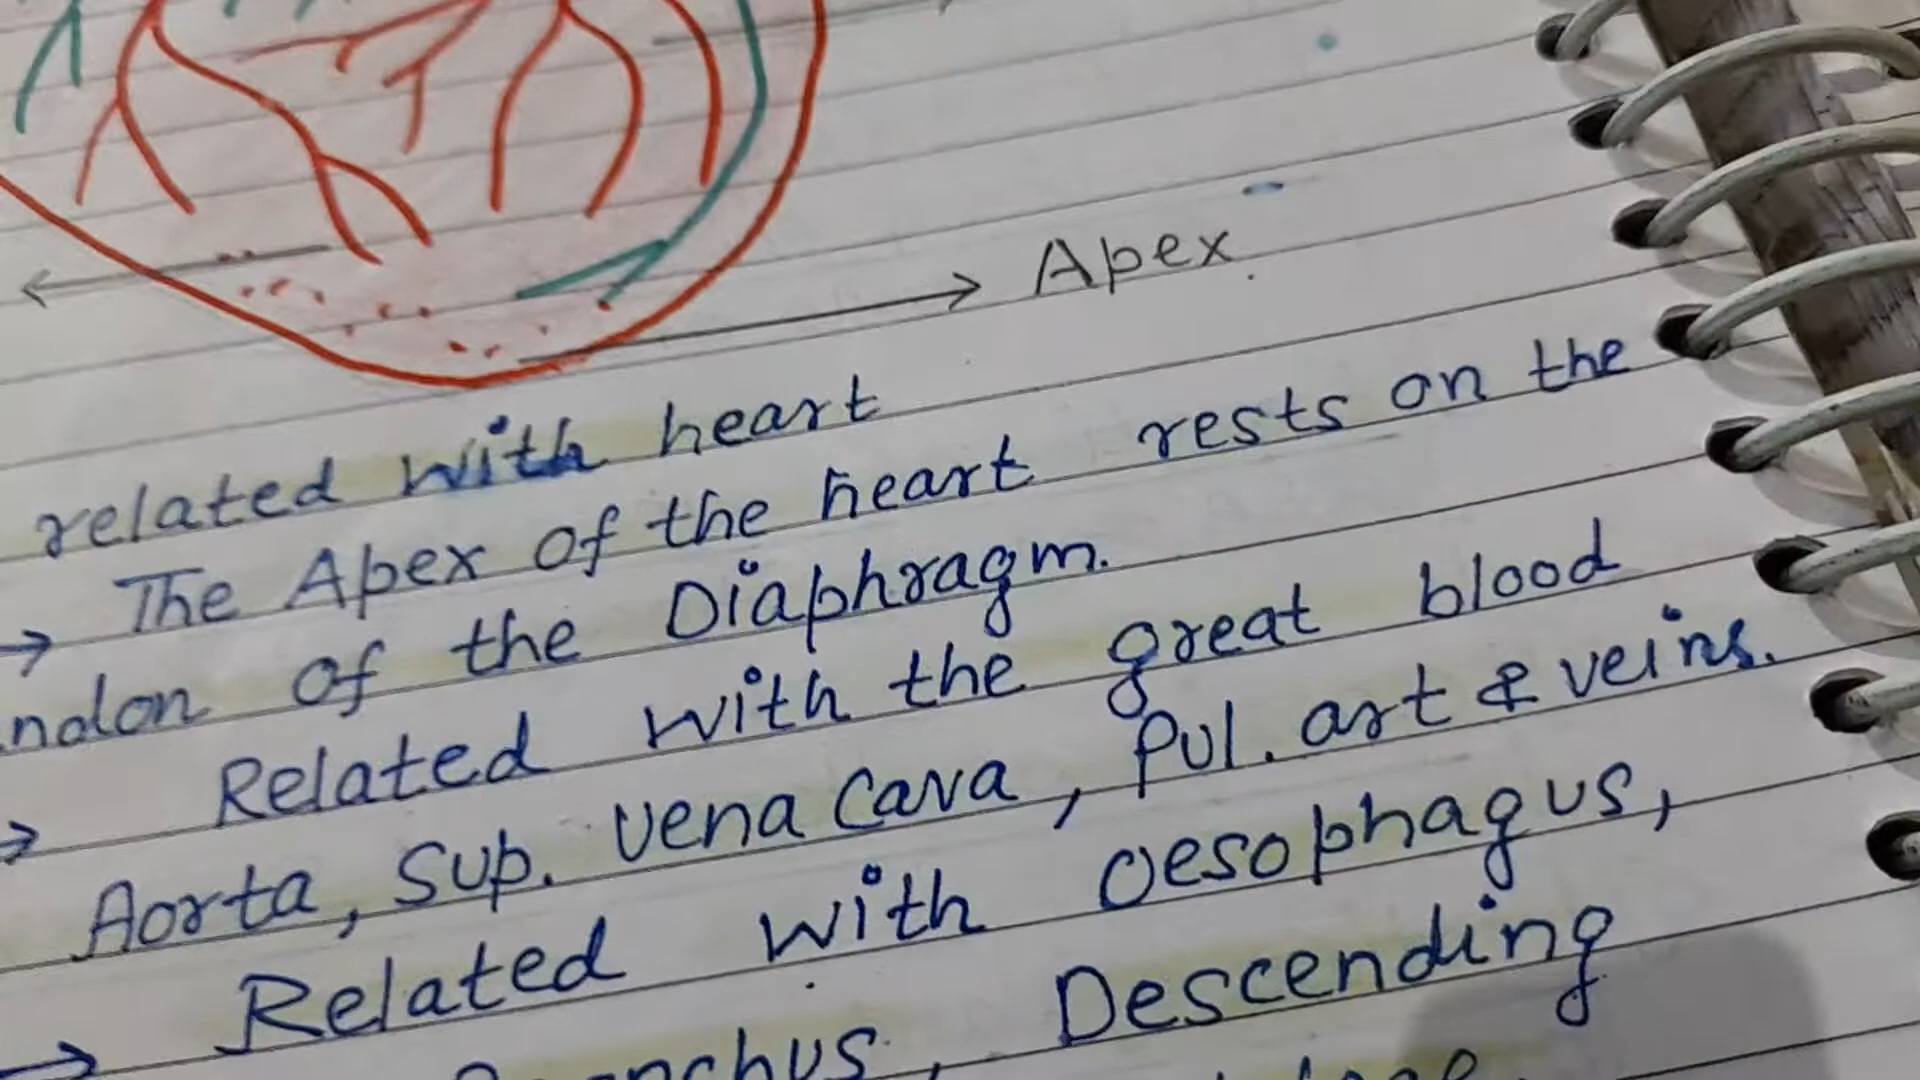 Apex.
related with heart
→ The Apex of the heart rests on the
ndon of the Diaphragm.
→ Related with the great blood
Aorta, Sup. vena cava, Pul. art & veins.
→ Related with oesophagus,
nchus, Descending